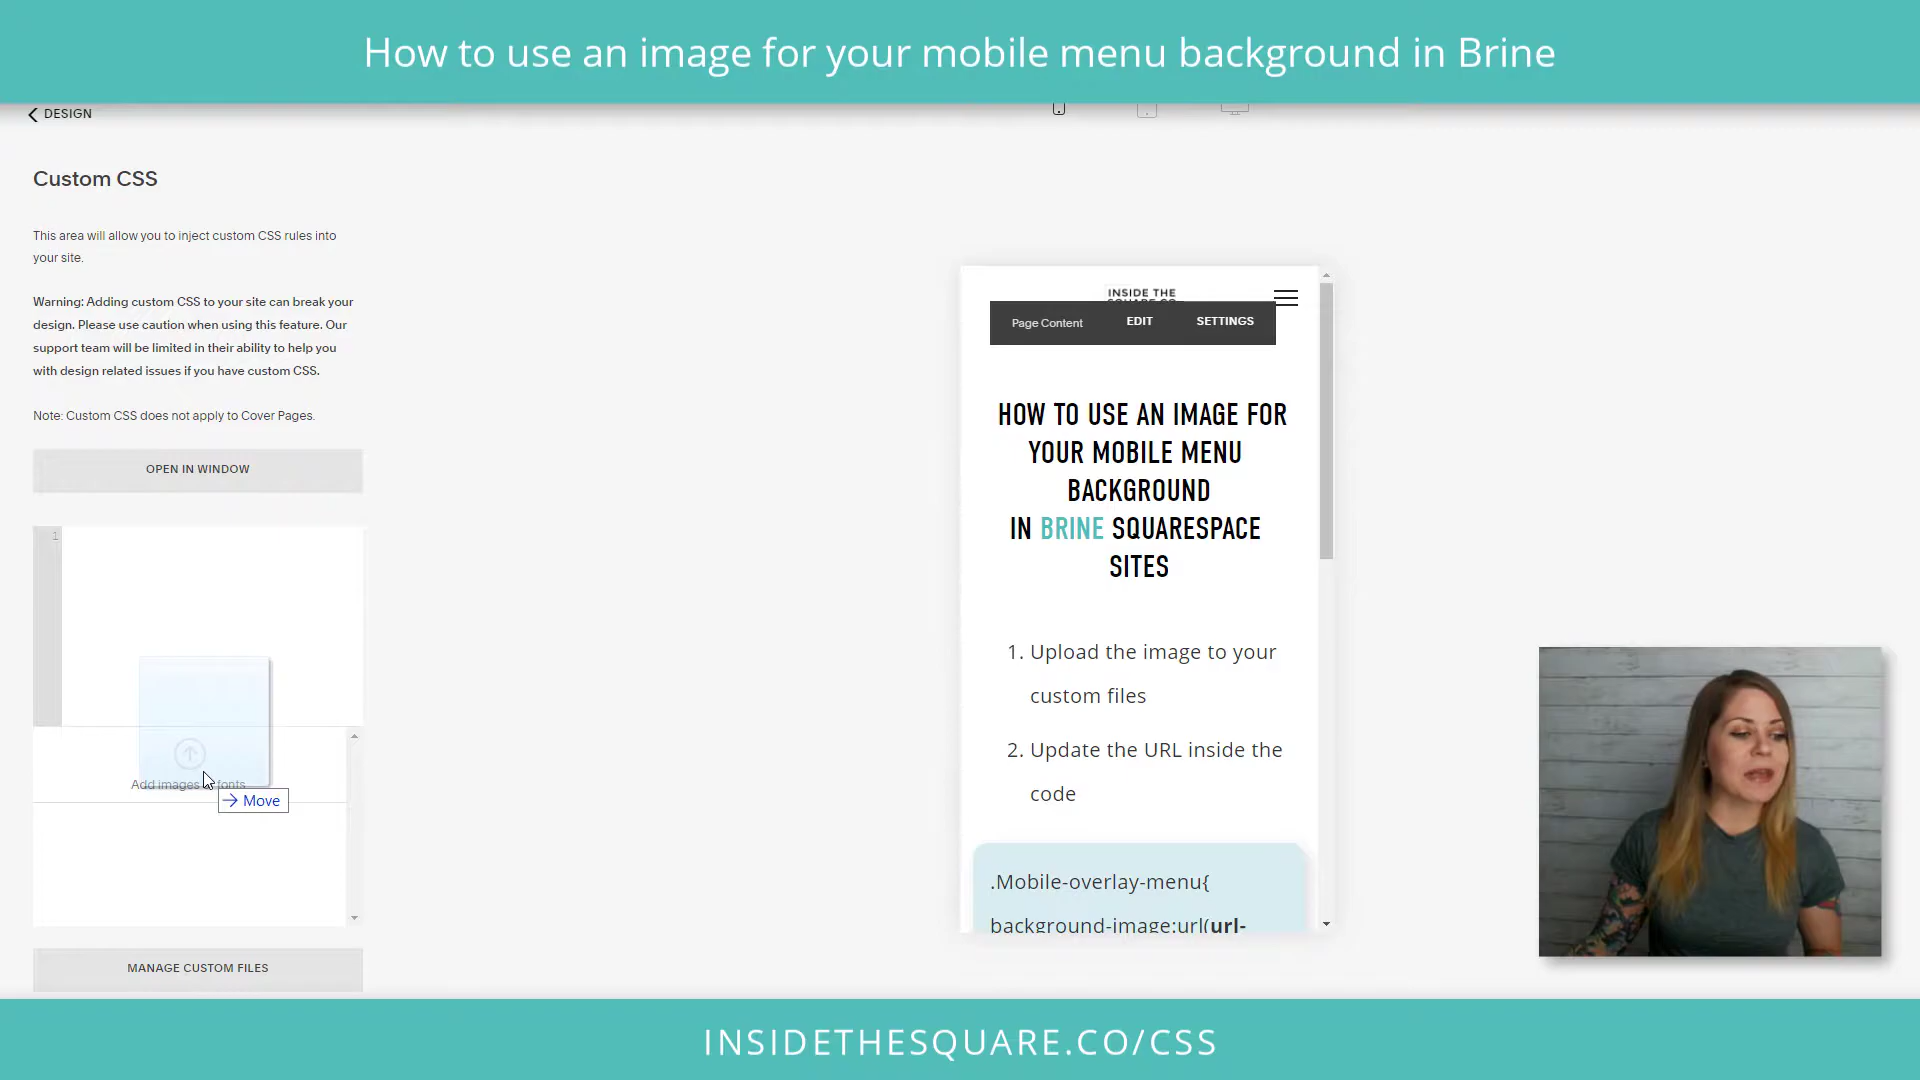 How to use an image for your mobile menu background in Brine
DESIGN
Custom CSS
This area will allow you to inject custom CSS rules into
your site.
Warning: Adding custom CSS to your site can break your
design. Please use caution when using this feature. Our
support team will be limited in their ability to help you
with design related issues if you have custom CSS.
Note: Custom CSS does not apply to Cover Pages.
OPEN IN WINDOW
1
Add images fonts
Move
MANAGE CUSTOM FILES
INSIDE THE
SQUARE CO
Page Content EDIT SETTINGS
HOW TO USE AN IMAGE FOR
YOUR MOBILE MENU
BACKGROUND
IN BRINE SQUARESPACE
SITES
1. Upload the image to your
custom files
2. Update the URL inside the
code
.Mobile-overlay-menu{
background-image:url(url-
INSIDETHESQUARE.CO/CSS